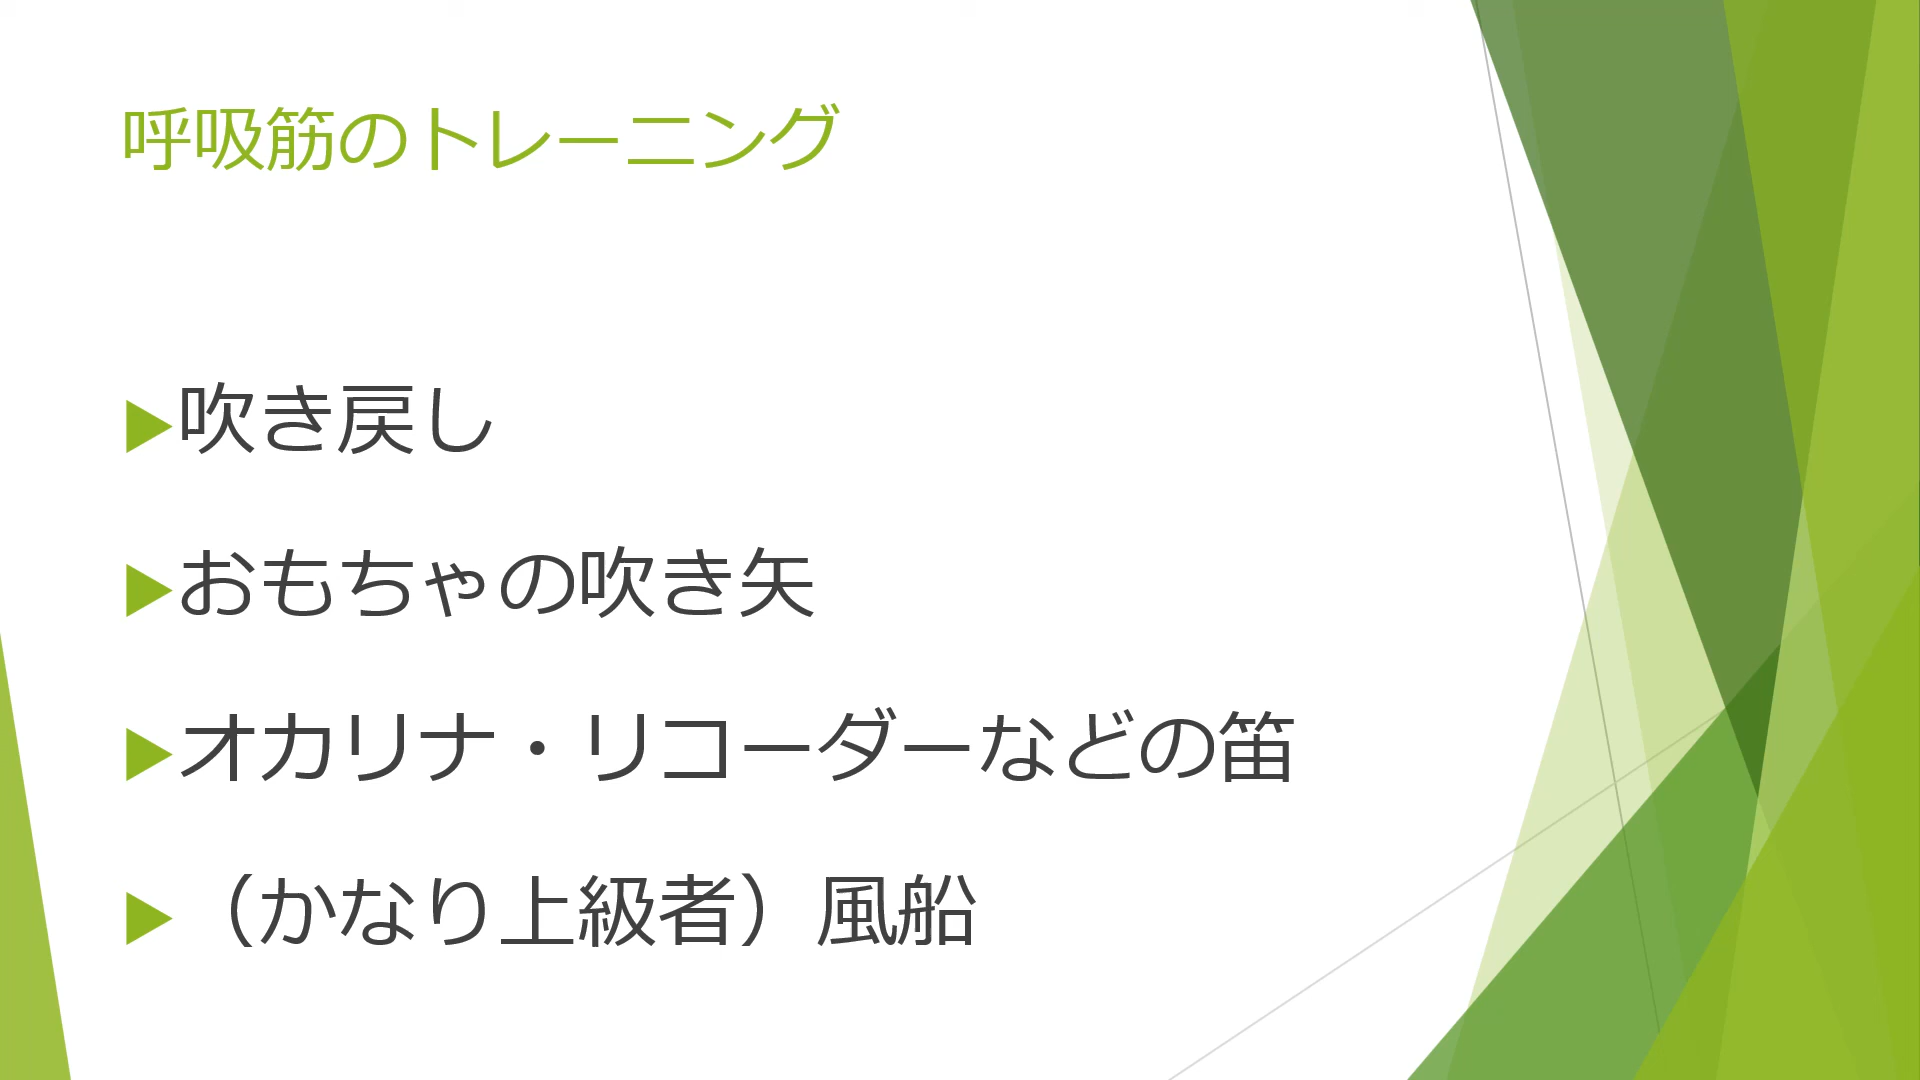 呼吸筋のトレーニング
▶吹き戻し
▶おもちゃの吹き矢
▶オカリナ・リコーダーなどの笛
▶（かなり上級者）風船